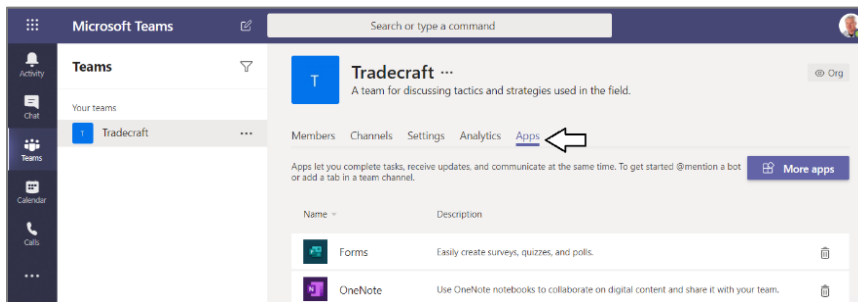 Microsoft Teams
Search or type a command
Activity
Chat
Teams
Calendar
Calls
Teams
Your teams
T Tradecraft
T
Tradecraft
A team for discussing tactics and strategies used in the field.
Org
Members Channels Settings Analytics Apps
Apps let you complete tasks, receive updates, and communicate at the same time. To get started @mention a bot
or add a tab in a team channel.
More apps
Name Description
Forms Easily create surveys, quizzes, and polls.
N OneNote Use OneNote notebooks to collaborate on digital content and share it with your team.